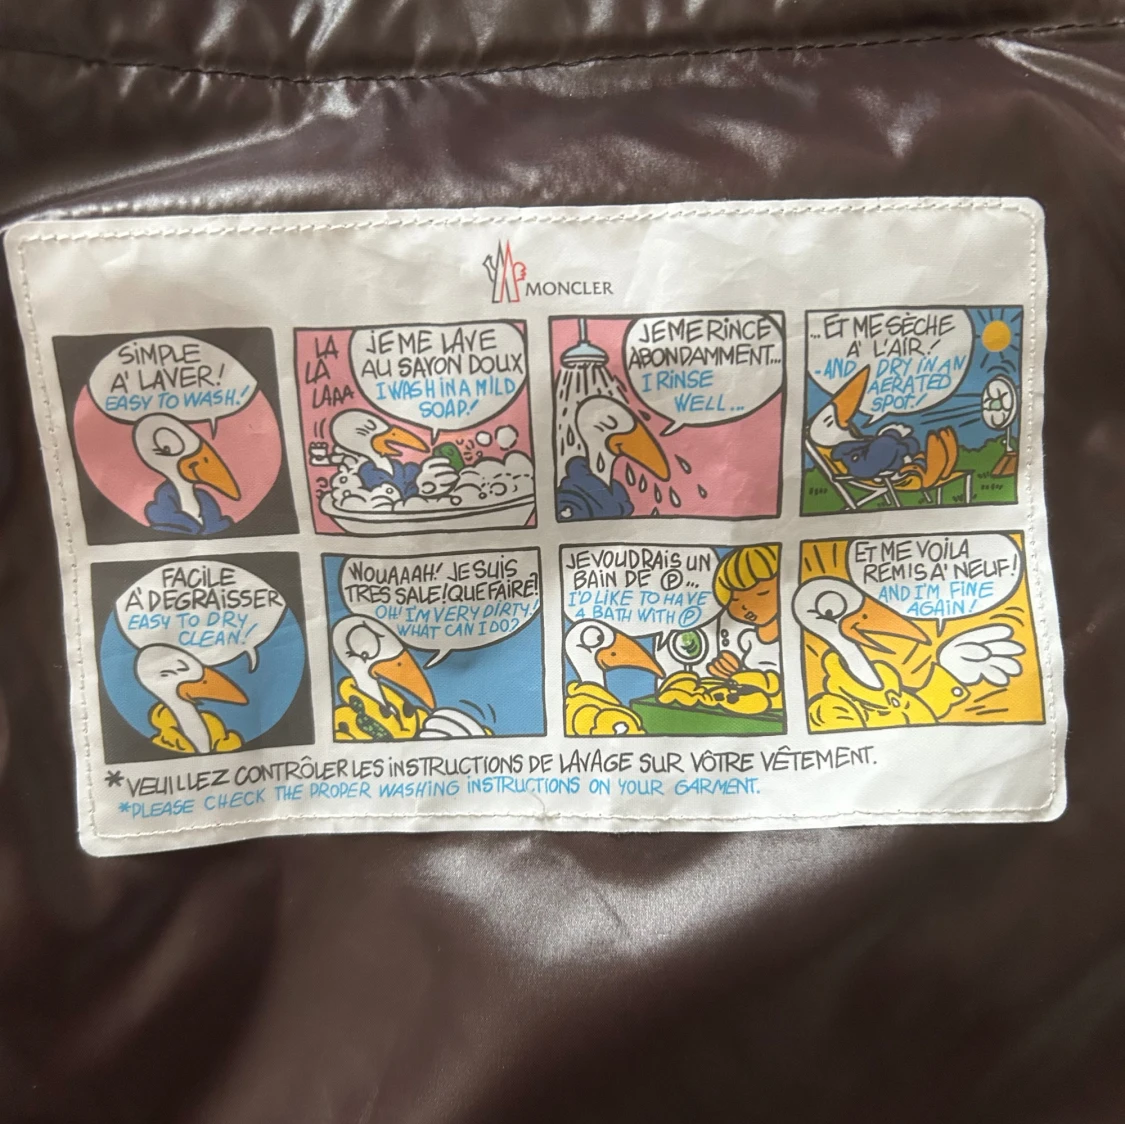 MONCLER
SIMPLE
A' LAVER!
EASY TO WASH!
LA
LA
LAAA
JE ME LAVE
AU SAVON DOUX
I WASH IN A MILD
SOAP!
JE ME RINCE
ABONDAMMENT...
I RINSE
WELL...
...ET ME SÈCHE
A' L'AIR!
-AND DRY IN AN
AERATED
SPOT!
FACILE
A' DEGRAISSER
EASY TO DRY
CLEAN!
WOUAAAH! JE SUIS
TRES SALE! QUE FAIRE?
OH! I'M VERY DIRTY!
WHAT CAN I DO?
JE VOUDRAIS UN
BAIN DE Ⓟ...
I'D LIKE TO HAVE
A BATH WITH Ⓟ
ET ME VOILA
REMIS A' NEUF!
AND I'M FINE
AGAIN!
*VEUILLEZ CONTRÔLER LES INSTRUCTIONS DE LAVAGE SUR VÔTRE VÊTEMENT.
*PLEASE CHECK THE PROPER WASHING INSTRUCTIONS ON YOUR GARMENT.